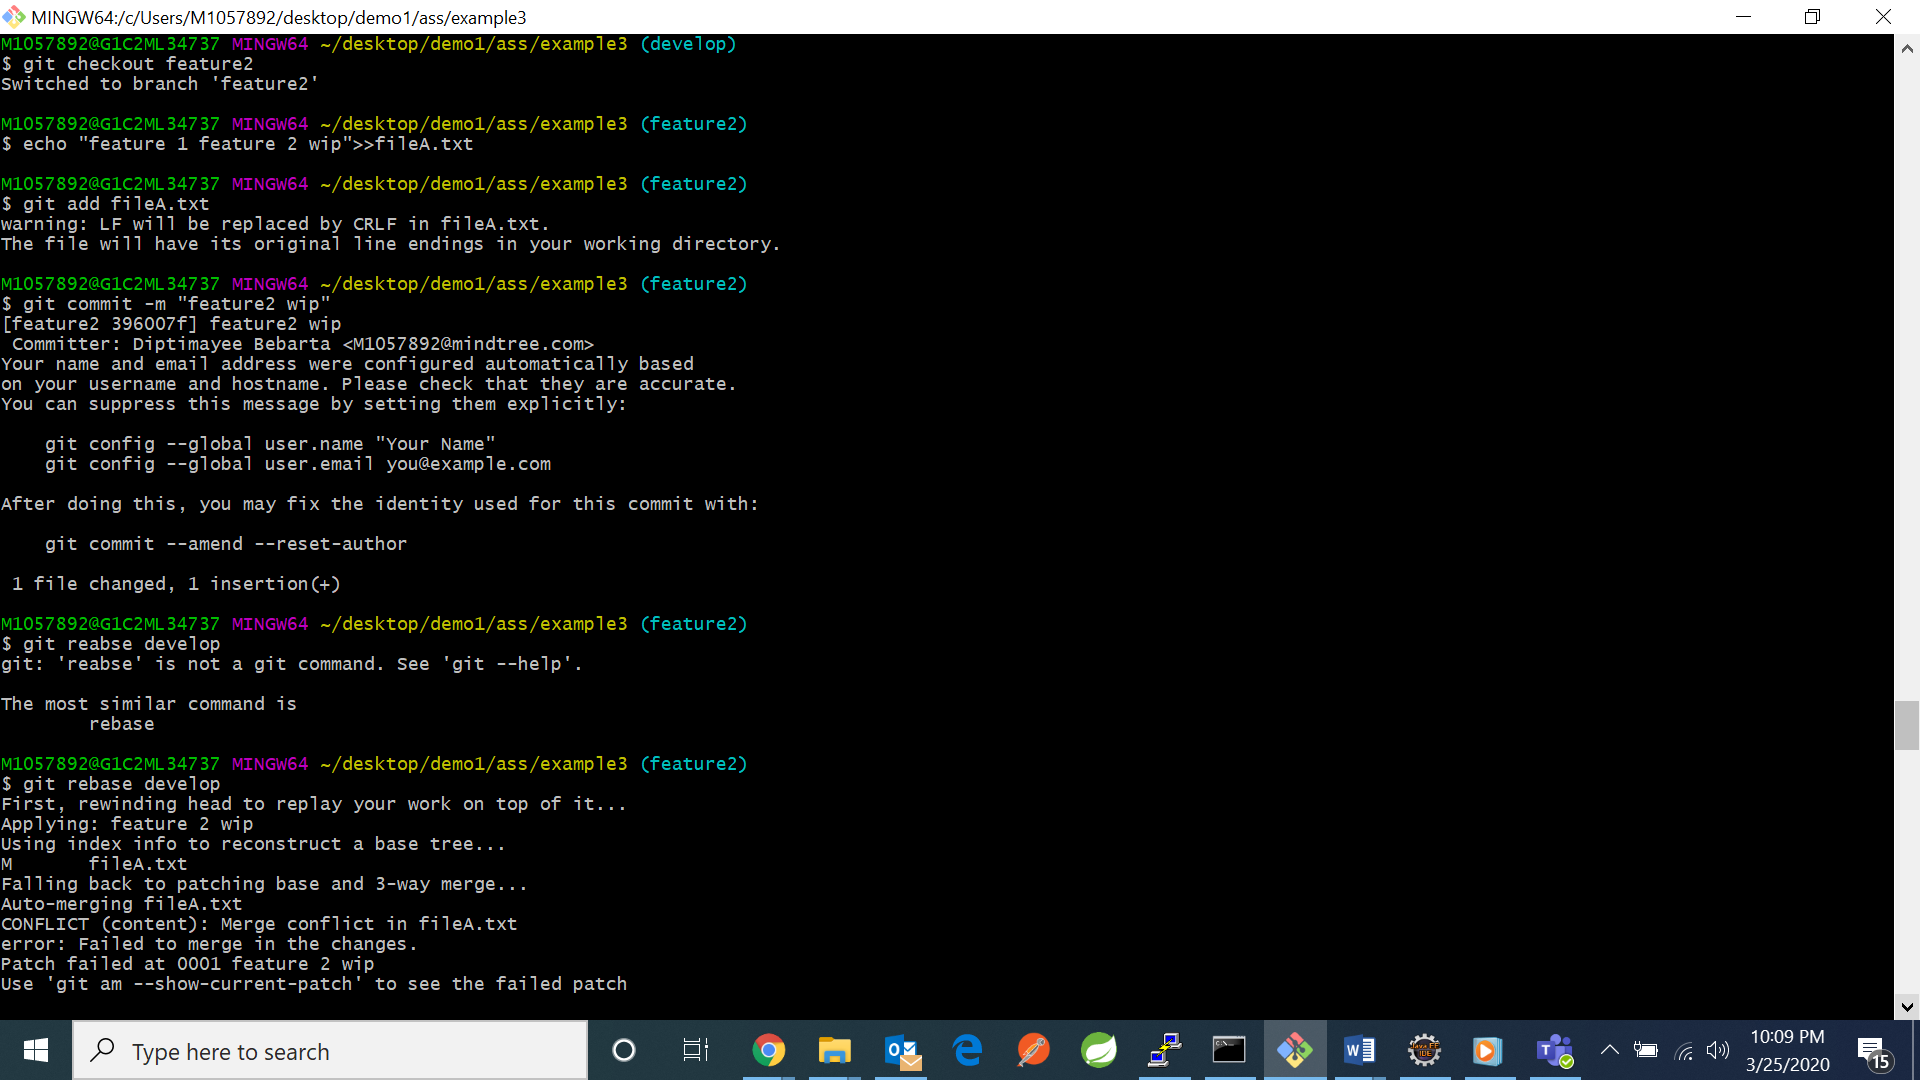 MINGW64:/c/Users/M1057892/desktop/demo1/ass/example3
M1057892@G1C2ML34737 MINGW64 ~/desktop/demo1/ass/example3 (develop)
$ git checkout feature2
Switched to branch 'feature2'
M1057892@G1C2ML34737 MINGW64 ~/desktop/demo1/ass/example3 (feature2)
$ echo "feature 1 feature 2 wip">>fileA.txt
M1057892@G1C2ML34737 MINGW64 ~/desktop/demo1/ass/example3 (feature2)
$ git add fileA.txt
warning: LF will be replaced by CRLF in fileA.txt.
The file will have its original line endings in your working directory.
M1057892@G1C2ML34737 MINGW64 ~/desktop/demo1/ass/example3 (feature2)
$ git commit -m "feature2 wip"
[feature2 396007f] feature2 wip
Committer: Diptimayee Bebarta <M1057892@mindtree.com>
Your name and email address were configured automatically based
on your username and hostname. Please check that they are accurate.
You can suppress this message by setting them explicitly:
git config --global user.name "Your Name"
git config --global user.email you@example.com
After doing this, you may fix the identity used for this commit with:
git commit --amend --reset-author
1 file changed, 1 insertion(+)
M1057892@G1C2ML34737 MINGW64 ~/desktop/demo1/ass/example3 (feature2)
$ git reabse develop
git: 'reabse' is not a git command. See 'git --help'.
The most similar command is
rebase
M1057892@G1C2ML34737 MINGW64 ~/desktop/demo1/ass/example3 (feature2)
$ git rebase develop
First, rewinding head to replay your work on top of it...
Applying: feature 2 wip
Using index info to reconstruct a base tree...
M fileA.txt
Falling back to patching base and 3-way merge...
Auto-merging fileA.txt
CONFLICT (content): Merge conflict in fileA.txt
error: Failed to merge in the changes.
Patch failed at 0001 feature 2 wip
Use 'git am --show-current-patch' to see the failed patch
Type here to search
10:09 PM
3/25/2020
15